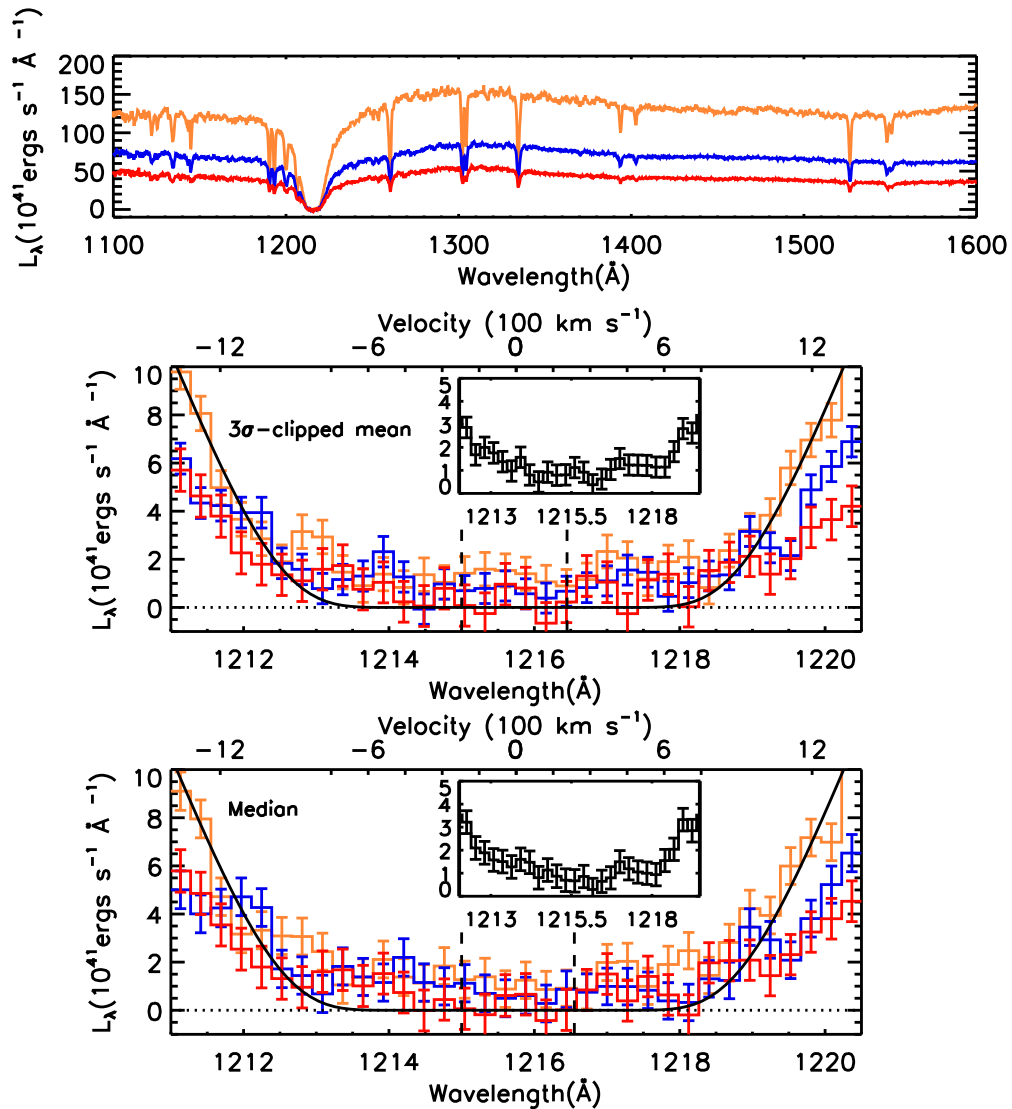 200
150
100
50
0
L_λ(10^41 ergs s^−1 Å^−1)
1100 1200 1300 1400 1500 1600
Wavelength(Å)
Velocity (100 km s^−1)
−12 −6 0 6 12
10
8
6
4
2
0
L_λ(10^41 ergs s^−1 Å^−1)
3σ−clipped mean
5
4
3
2
1
0
1213 1215.5 1218
1212 1214 1216 1218 1220
Wavelength(Å)
Velocity (100 km s^−1)
−12 −6 0 6 12
10
8
6
4
2
0
L_λ(10^41 ergs s^−1 Å^−1)
Median
5
4
3
2
1
0
1213 1215.5 1218
1212 1214 1216 1218 1220
Wavelength(Å)